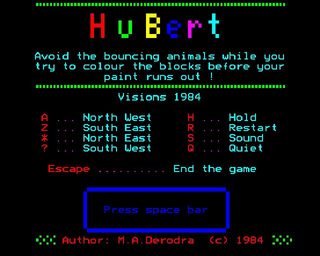 HuBert
Avoid the bouncing animals while you
try to colour the blocks before your
paint runs out !
Visions 1984
A ... North West H ... Hold
Z ... South East R ... Restart
* ... North East S ... Sound
? ... South West Q ... Quiet
Escape .......... End the game
Press space bar
Author: M.A.Derodra (c) 1984